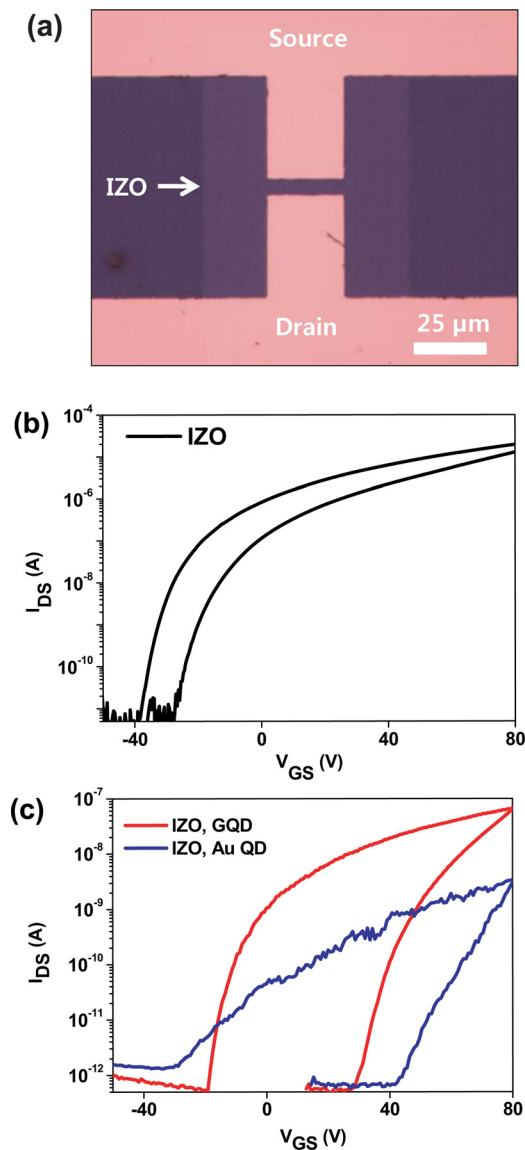 (a)
Source
IZO
Drain
25 μm
(b)
10⁻⁴
IZO
10⁻⁶
10⁻⁸
10⁻¹⁰
I_DS (A)
-40 0 40 80
V_GS (V)
(c)
10⁻⁷
IZO, GQD
IZO, Au QD
10⁻⁸
10⁻⁹
10⁻¹⁰
10⁻¹¹
10⁻¹²
I_DS (A)
-40 0 40 80
V_GS (V)